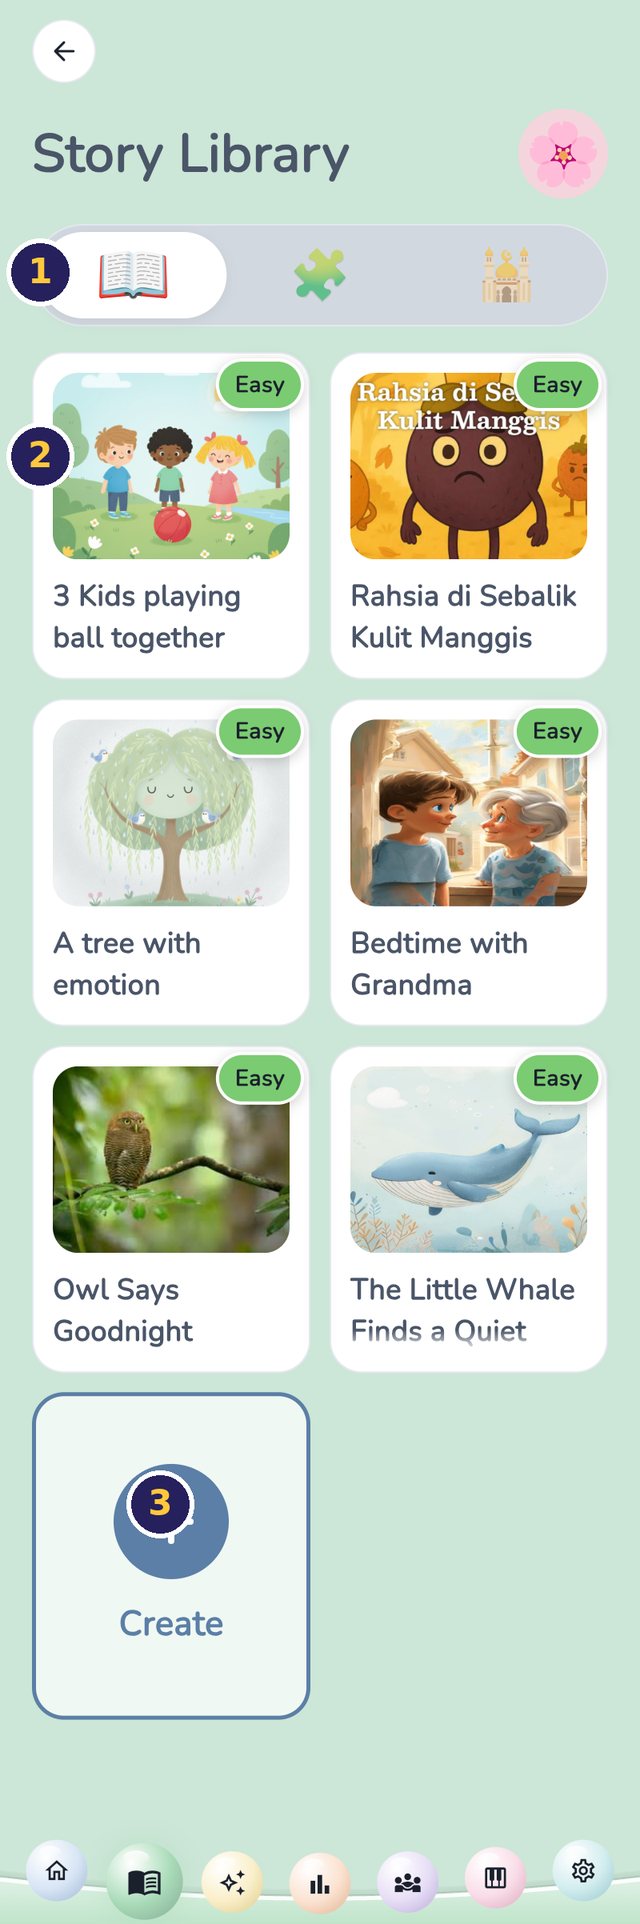 Story Library
1
Easy
Easy
Rahsia di Se
Kulit Manggis
2
3 Kids playing
ball together
Rahsia di Sebalik
Kulit Manggis
Easy
Easy
A tree with
emotion
Bedtime with
Grandma
Easy
Easy
Owl Says
Goodnight
The Little Whale
Finds a Quiet
3
Create